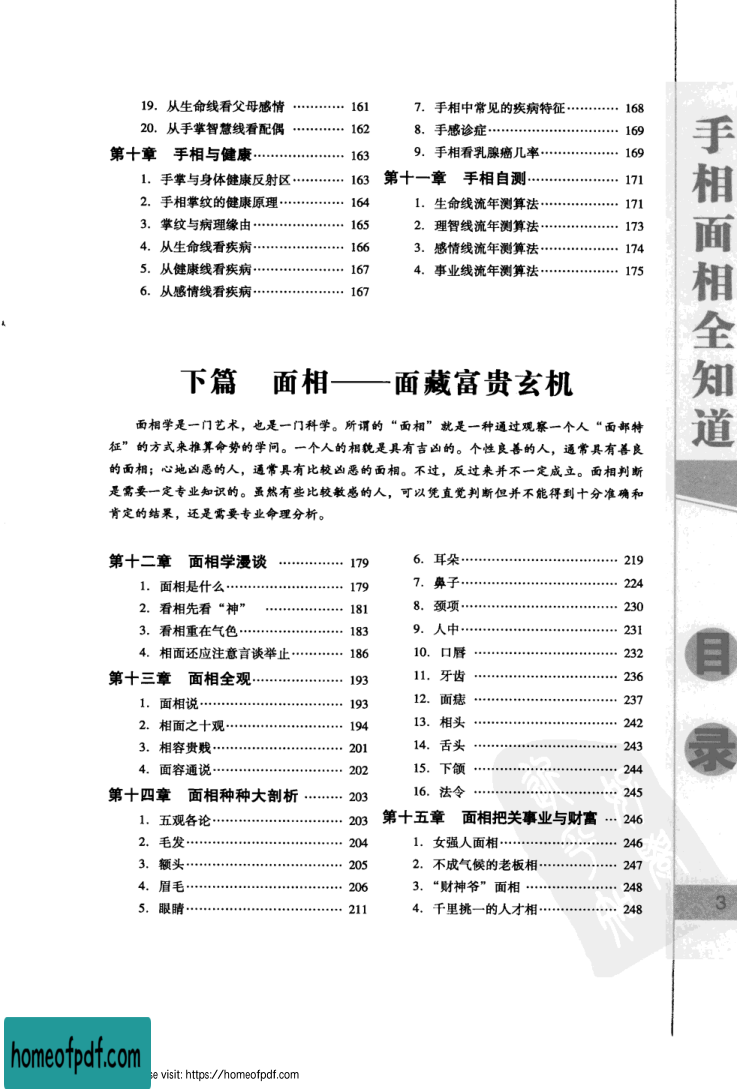 19. 从生命线看父母感情 ………… 161
20. 从手掌智慧线看配偶 ………… 162
第十章 手相与健康………………… 163
1. 手掌与身体健康反射区………… 163
2. 手相掌纹的健康原理…………… 164
3. 掌纹与病理缘由………………… 165
4. 从生命线看疾病………………… 166
5. 从健康线看疾病………………… 167
6. 从感情线看疾病………………… 167
7. 手相中常见的疾病特征………… 168
8. 手感诊症………………………… 169
9. 手相看乳腺癌几率……………… 169
第十一章 手相自测………………… 171
1. 生命线流年测算法……………… 171
2. 理智线流年测算法……………… 173
3. 感情线流年测算法……………… 174
4. 事业线流年测算法……………… 175
下篇 面相——面藏富贵玄机
面相学是一门艺术，也是一门科学。所谓的“面相”就是一种通过观察一个人“面部特
征”的方式来推算命势的学问。一个人的相貌是具有吉凶的。个性良善的人，通常具有善良
的面相；心地凶恶的人，通常具有比较凶恶的面相。不过，反过来并不一定成立。面相判断
是需要一定专业知识的。虽然有些比较敏感的人，可以凭直觉判断但并不能得到十分准确和
肯定的结果，还是需要专业命理分析。
第十二章 面相学漫谈 …………… 179
1. 面相是什么……………………… 179
2. 看相先看“神” ……………… 181
3. 看相重在气色…………………… 183
4. 相面还应注意言谈举止………… 186
第十三章 面相全观………………… 193
1. 面相说…………………………… 193
2. 相面之十观……………………… 194
3. 相容贵贱………………………… 201
4. 面容通说………………………… 202
第十四章 面相种种大剖析 ……… 203
1. 五观各论………………………… 203
2. 毛发……………………………… 204
3. 额头……………………………… 205
4. 眉毛……………………………… 206
5. 眼睛……………………………… 211
6. 耳朵……………………………… 219
7. 鼻子……………………………… 224
8. 颈项……………………………… 230
9. 人中……………………………… 231
10. 口唇 …………………………… 232
11. 牙齿 …………………………… 236
12. 面痣 …………………………… 237
13. 相头 …………………………… 242
14. 舌头 …………………………… 243
15. 下颌 …………………………… 244
16. 法令 …………………………… 245
第十五章 面相把关事业与财富 … 246
1. 女强人面相……………………… 246
2. 不成气候的老板相……………… 247
3. “财神爷”面相 ………………… 248
4. 千里挑一的人才相……………… 248
手相面相全知道
目录
3
homeofpdf.com
se visit: https://homeofpdf.com